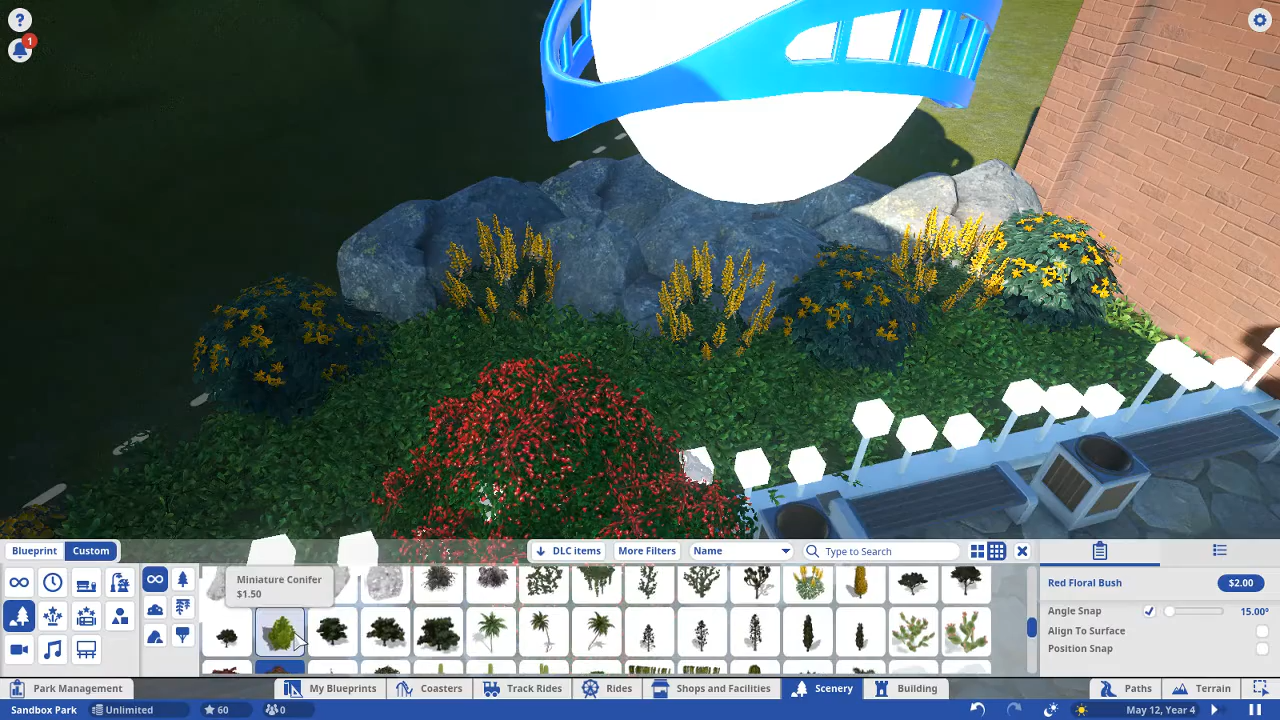 ?
1
Blueprint
Custom
DLC items
More Filters
Name
Type to Search
Miniature Conifer
$1.50
Red Floral Bush
$2.00
Angle Snap
15.00°
Align To Surface
Position Snap
Park Management
My Blueprints
Coasters
Track Rides
Rides
Shops and Facilities
Scenery
Building
Paths
Terrain
Sandbox Park
Unlimited
60
0
May 12, Year 4